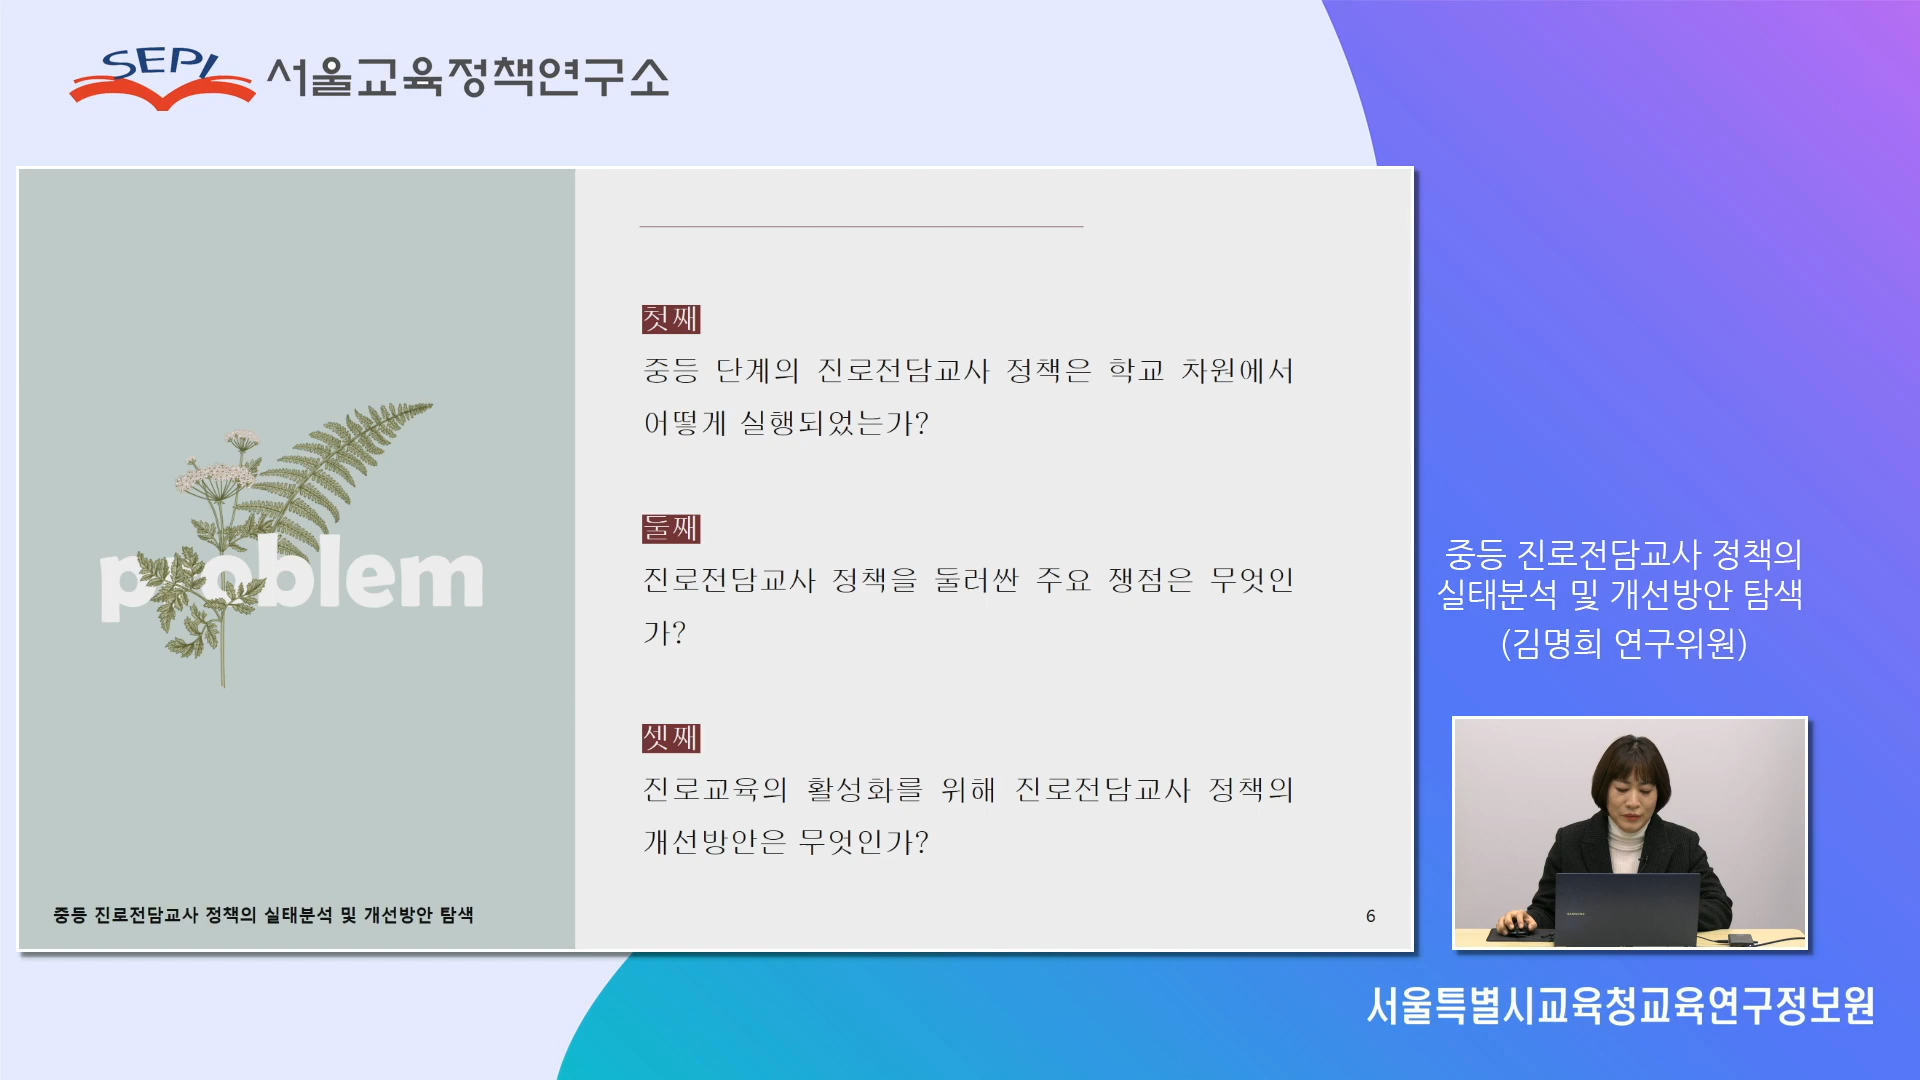 SEPI 서울교육정책연구소
problem
중등 진로전담교사 정책의 실태분석 및 개선방안 탐색
첫째
중등 단계의 진로전담교사 정책은 학교 차원에서
어떻게 실행되었는가?
둘째
진로전담교사 정책을 둘러싼 주요 쟁점은 무엇인
가?
셋째
진로교육의 활성화를 위해 진로전담교사 정책의
개선방안은 무엇인가?
6
중등 진로전담교사 정책의
실태분석 및 개선방안 탐색
(김명희 연구위원)
SAMSUNG
서울특별시교육청교육연구정보원